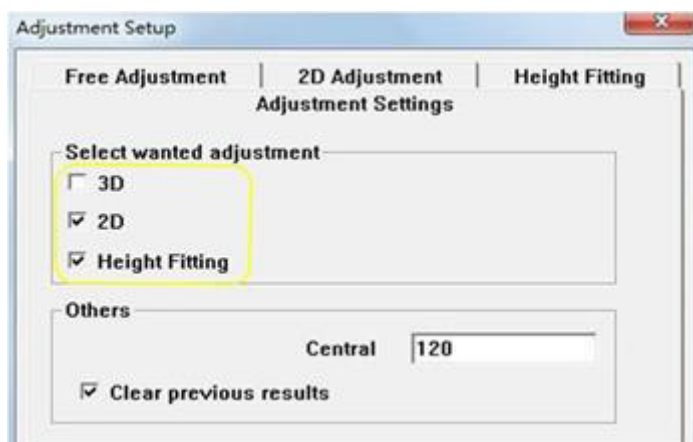 Adjustment Setup
Free Adjustment 2D Adjustment Height Fitting
Adjustment Settings
Select wanted adjustment
3D
2D
Height Fitting
Others
Central 120
Clear previous results